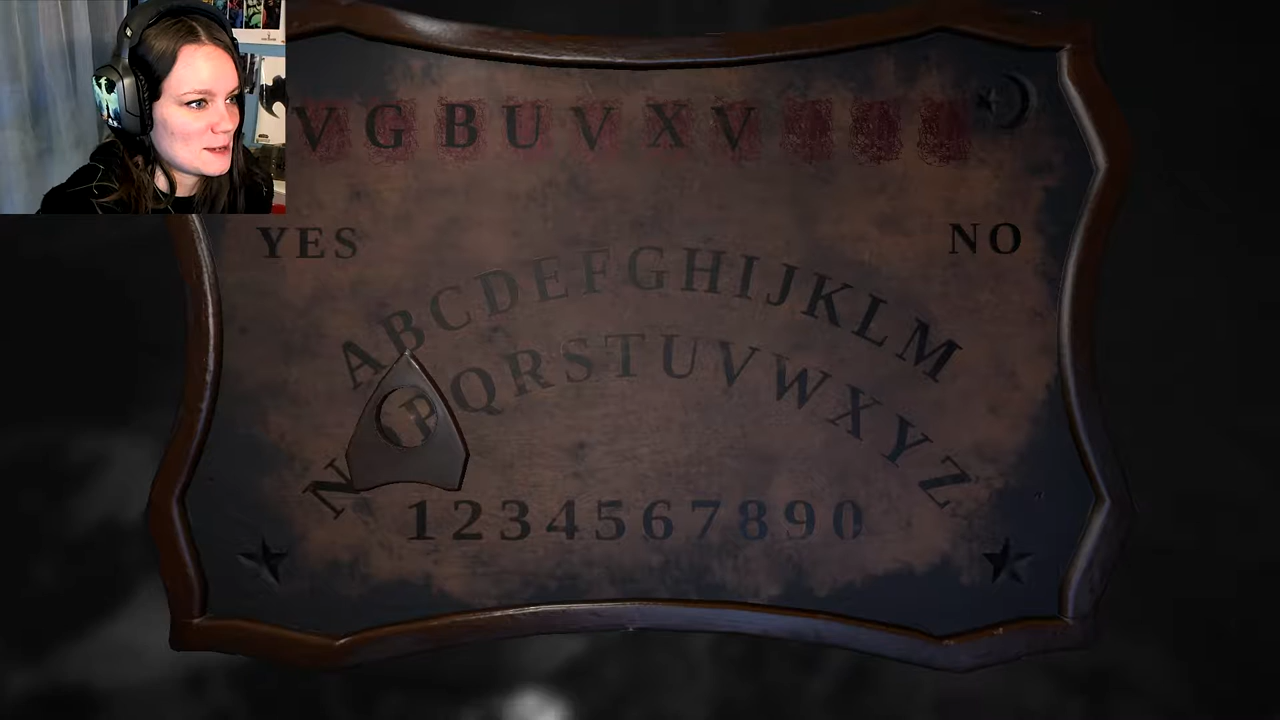 VGBUVXV
YES NO
ABCDEFGHIJKLM
N PQRSTUVWXYZ
1234567890